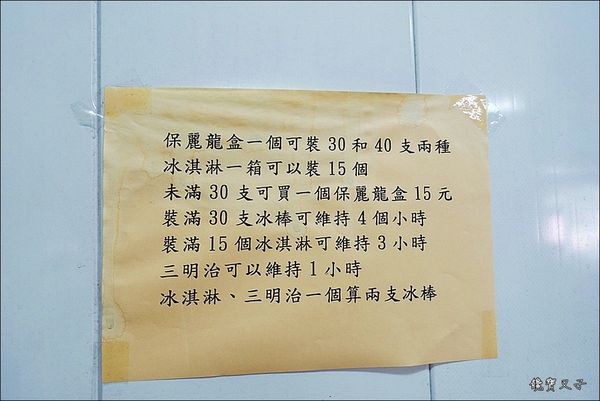 保麗龍盒一個可裝 30 和 40 支兩種
冰淇淋一箱可以裝 15 個
未滿 30 支可買一個保麗龍盒 15 元
裝滿 30 支冰棒可維持 4 個小時
裝滿 15 個冰淇淋可維持 3 小時
三明治可以維持 1 小時
冰淇淋、三明治一個算兩支冰棒